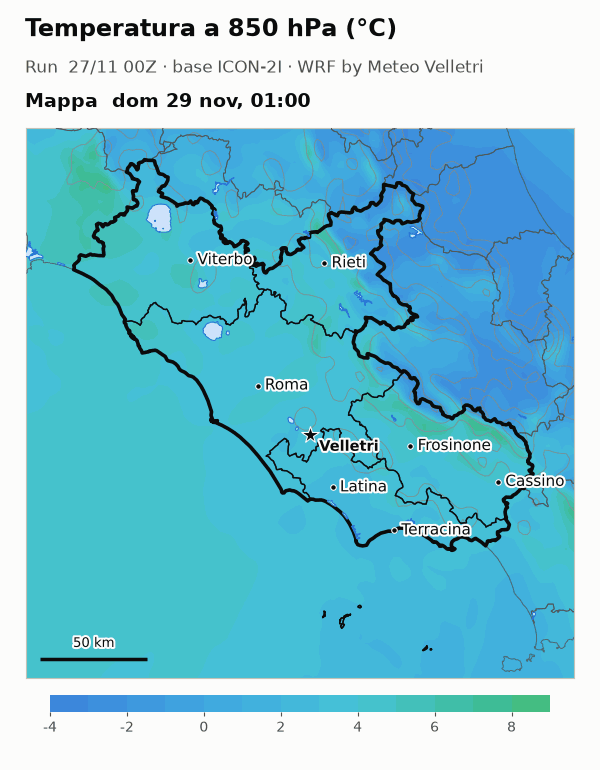 Temperatura a 850 hPa (°C)
Run  27/11 00Z · base ICON-2I · WRF by Meteo Velletri
Mappa  dom 29 nov, 01:00
Viterbo
Rieti
Roma
Velletri
Frosinone
Cassino
Latina
Terracina
50 km
-4 -2 0 2 4 6 8